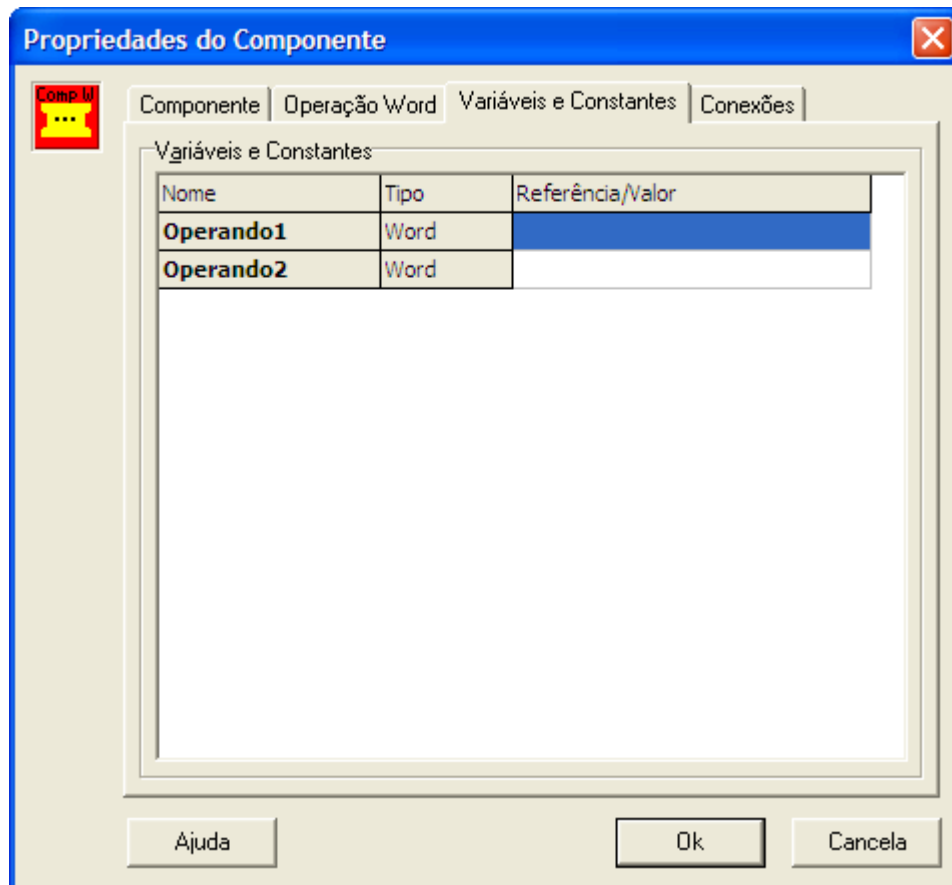 Propriedades do Componente
Comp W
...
Componente Operação Word Variáveis e Constantes Conexões
Variáveis e Constantes
Nome Tipo Referência/Valor
Operando1 Word
Operando2 Word
Ajuda Ok Cancela